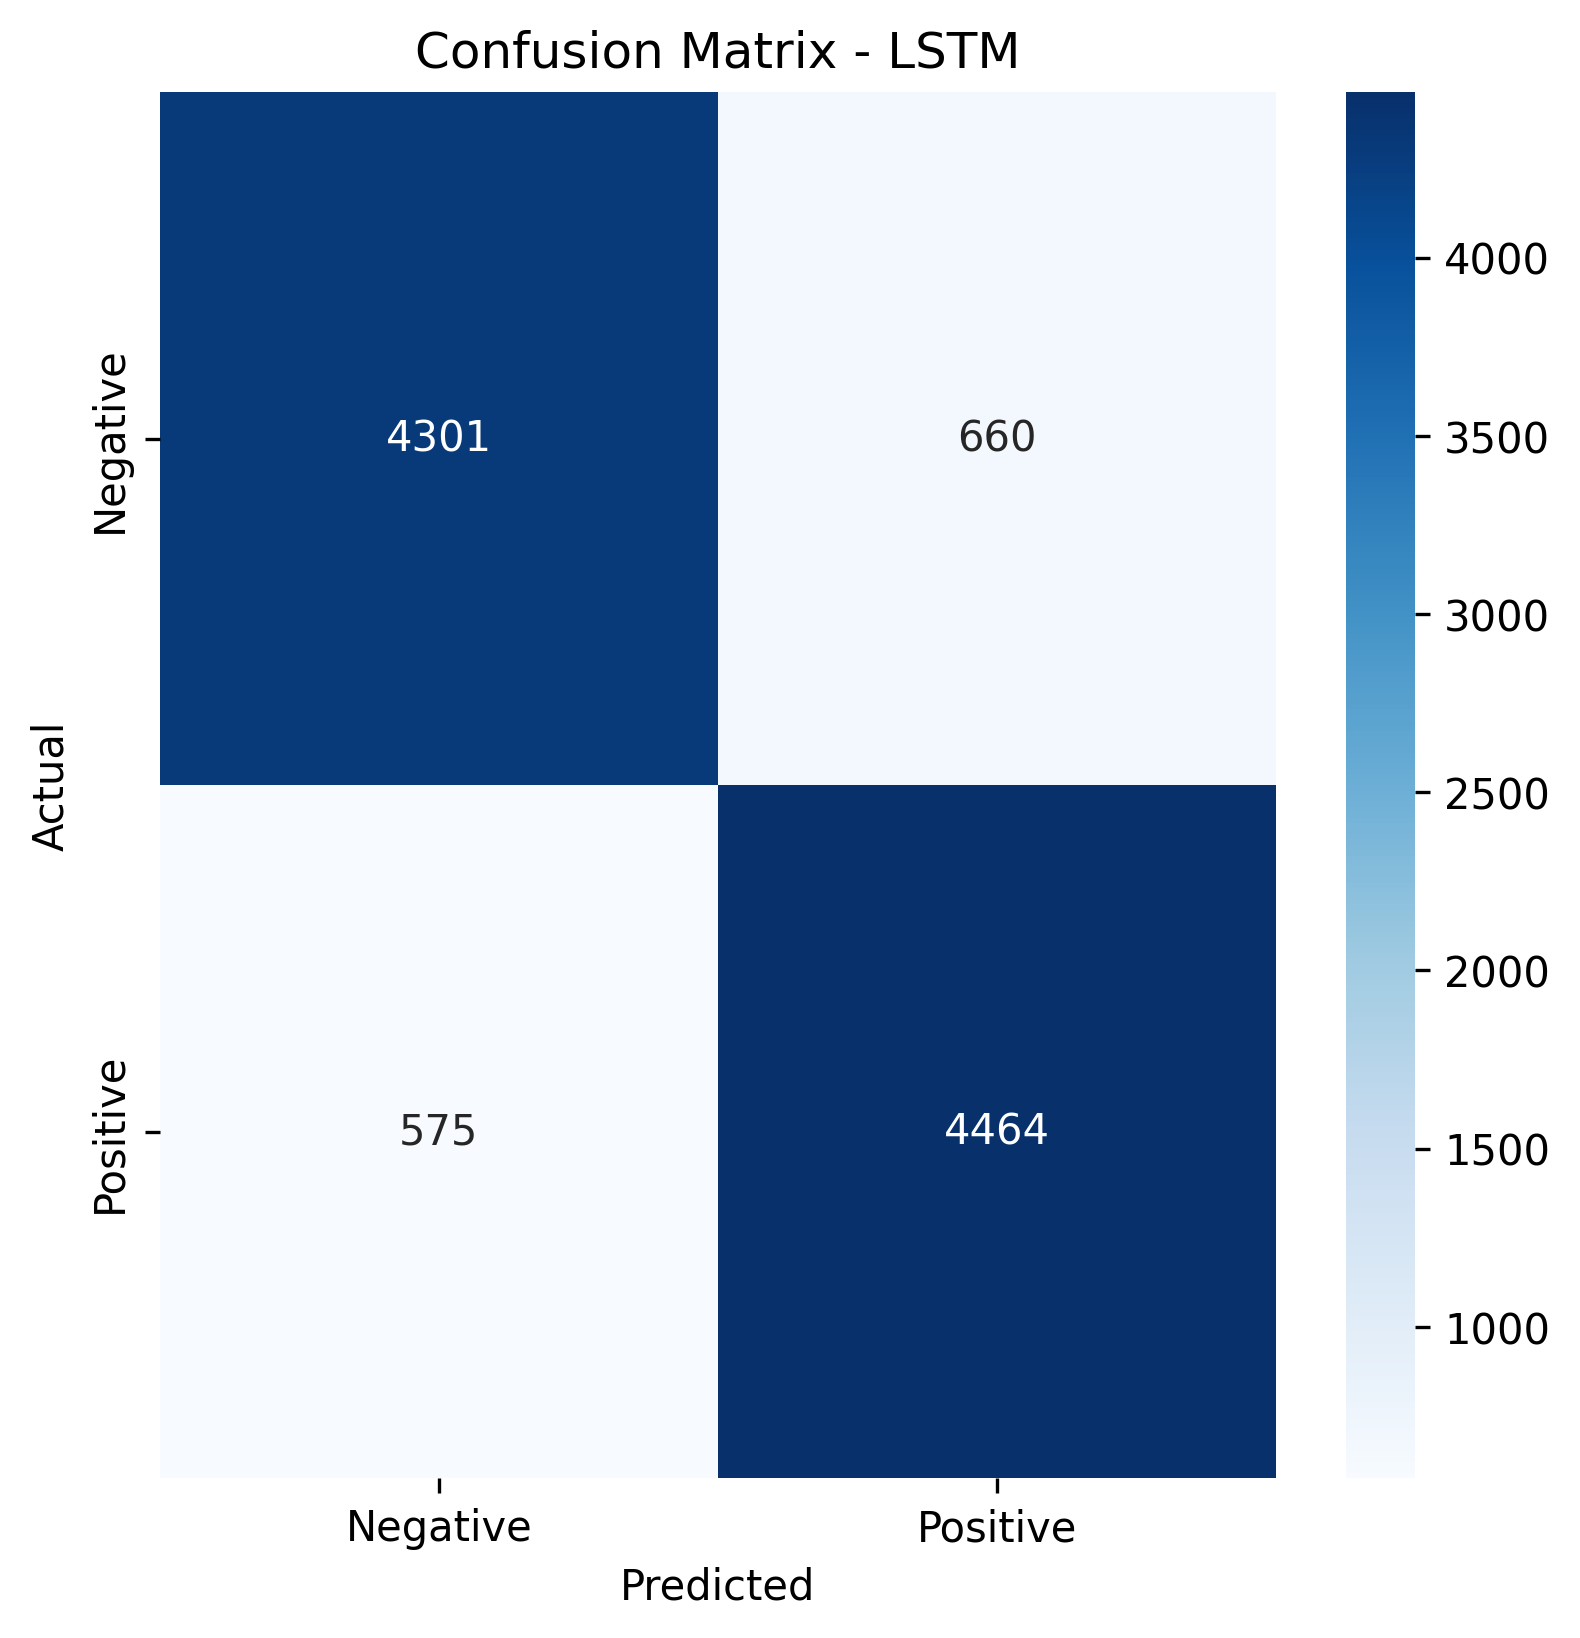 Confusion Matrix - LSTM
Actual
Negative
4301
660
Positive
575
4464
Negative
Positive
Predicted
4000
3500
3000
2500
2000
1500
1000